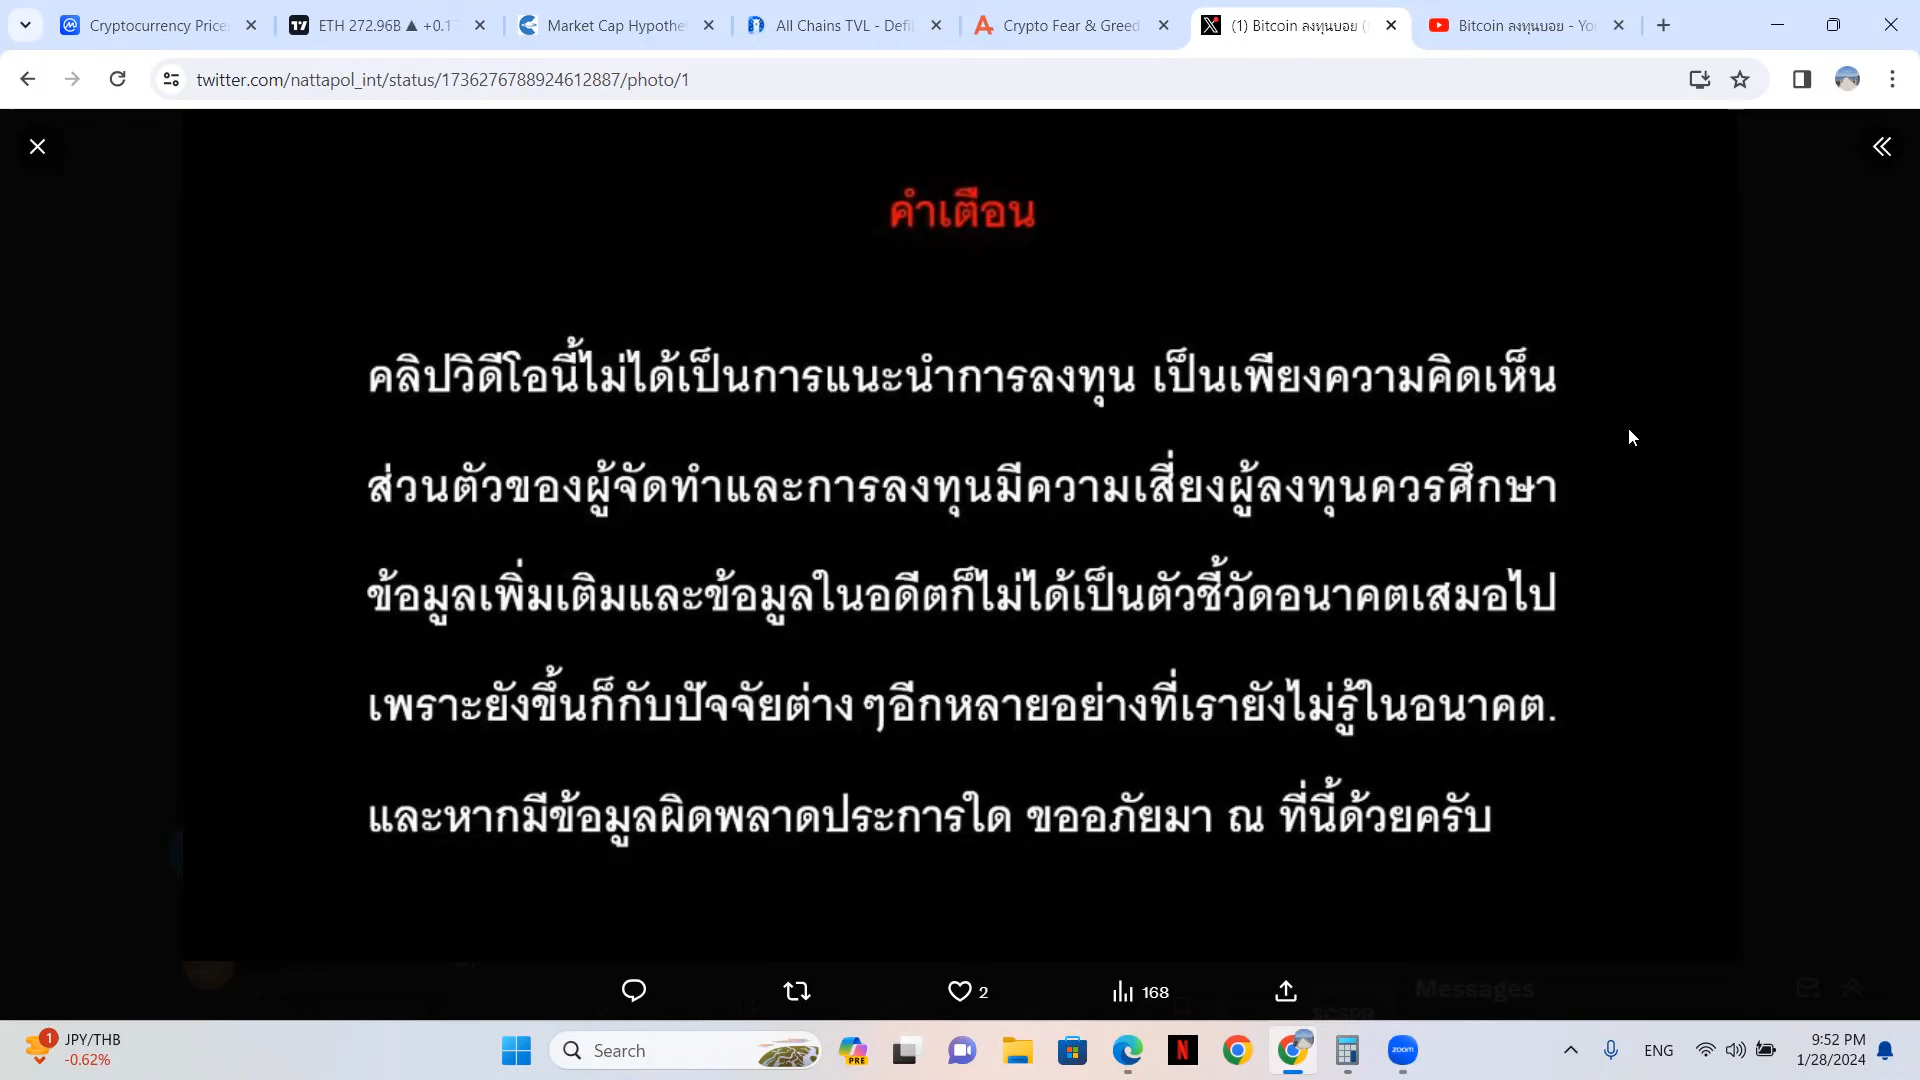 Cryptocurrency Price
ETH 272.96B ▲ +0.1
Market Cap Hypothe
All Chains TVL - Defi
Crypto Fear & Greed
(1) Bitcoin ลงทุนบอย
Bitcoin ลงทุนบอย - Yo
twitter.com/nattapol_int/status/1736276788924612887/photo/1
คำเตือน
คลิปวิดีโอนี้ไม่ได้เป็นการแนะนำการลงทุน เป็นเพียงความคิดเห็น
ส่วนตัวของผู้จัดทำและการลงทุนมีความเสี่ยงผู้ลงทุนควรศึกษา
ข้อมูลเพิ่มเติมและข้อมูลในอดีตก็ไม่ได้เป็นตัวชี้วัดอนาคตเสมอไป
เพราะยังขึ้นก็กับปัจจัยต่าง ๆอีกหลายอย่างที่เรายังไม่รู้ในอนาคต.
และหากมีข้อมูลผิดพลาดประการใด ขออภัยมา ณ ที่นี้ด้วยครับ
2
168
Messages
1
JPY/THB
-0.62%
Search
PRE
zoom
ENG
9:52 PM
1/28/2024